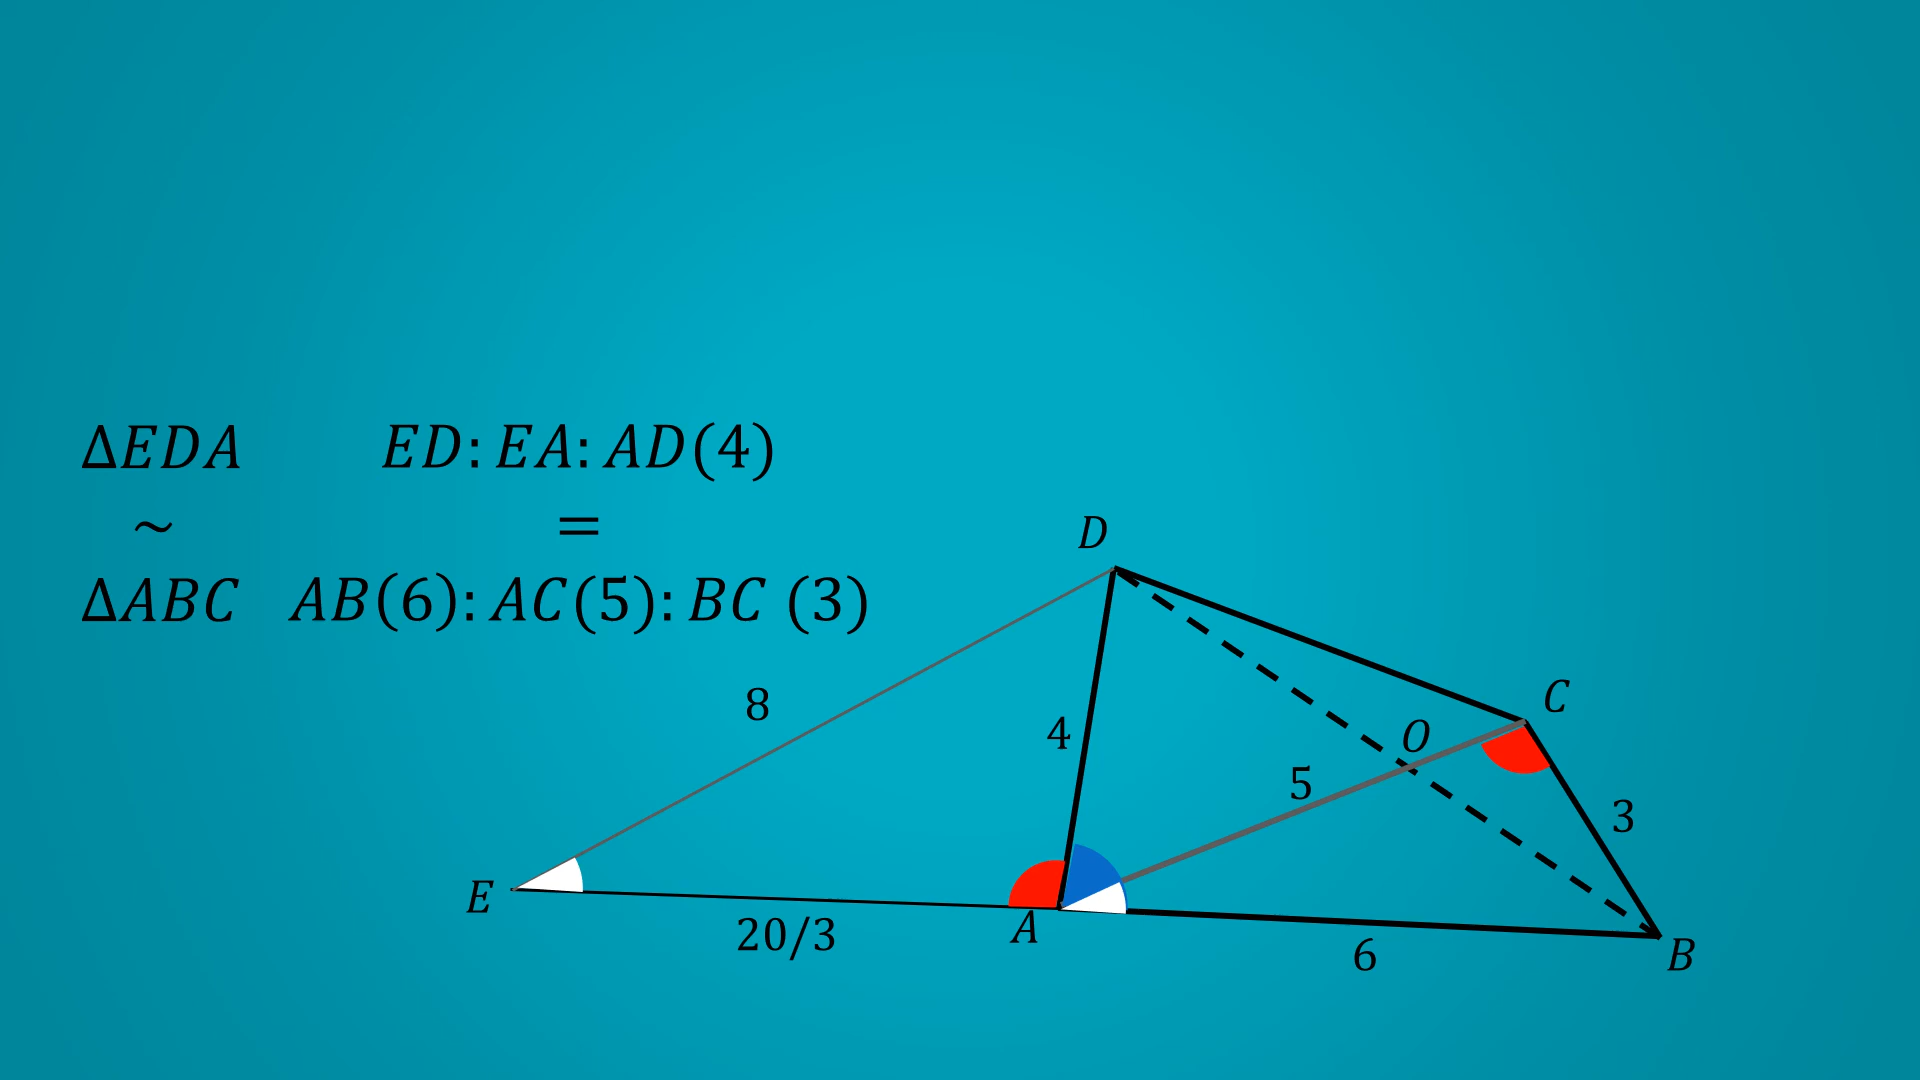 ΔEDA ED:EA:AD(4)
~ =
ΔABC AB(6):AC(5):BC (3)
D
C
8
4
O
5
3
E
20/3
A
6
B